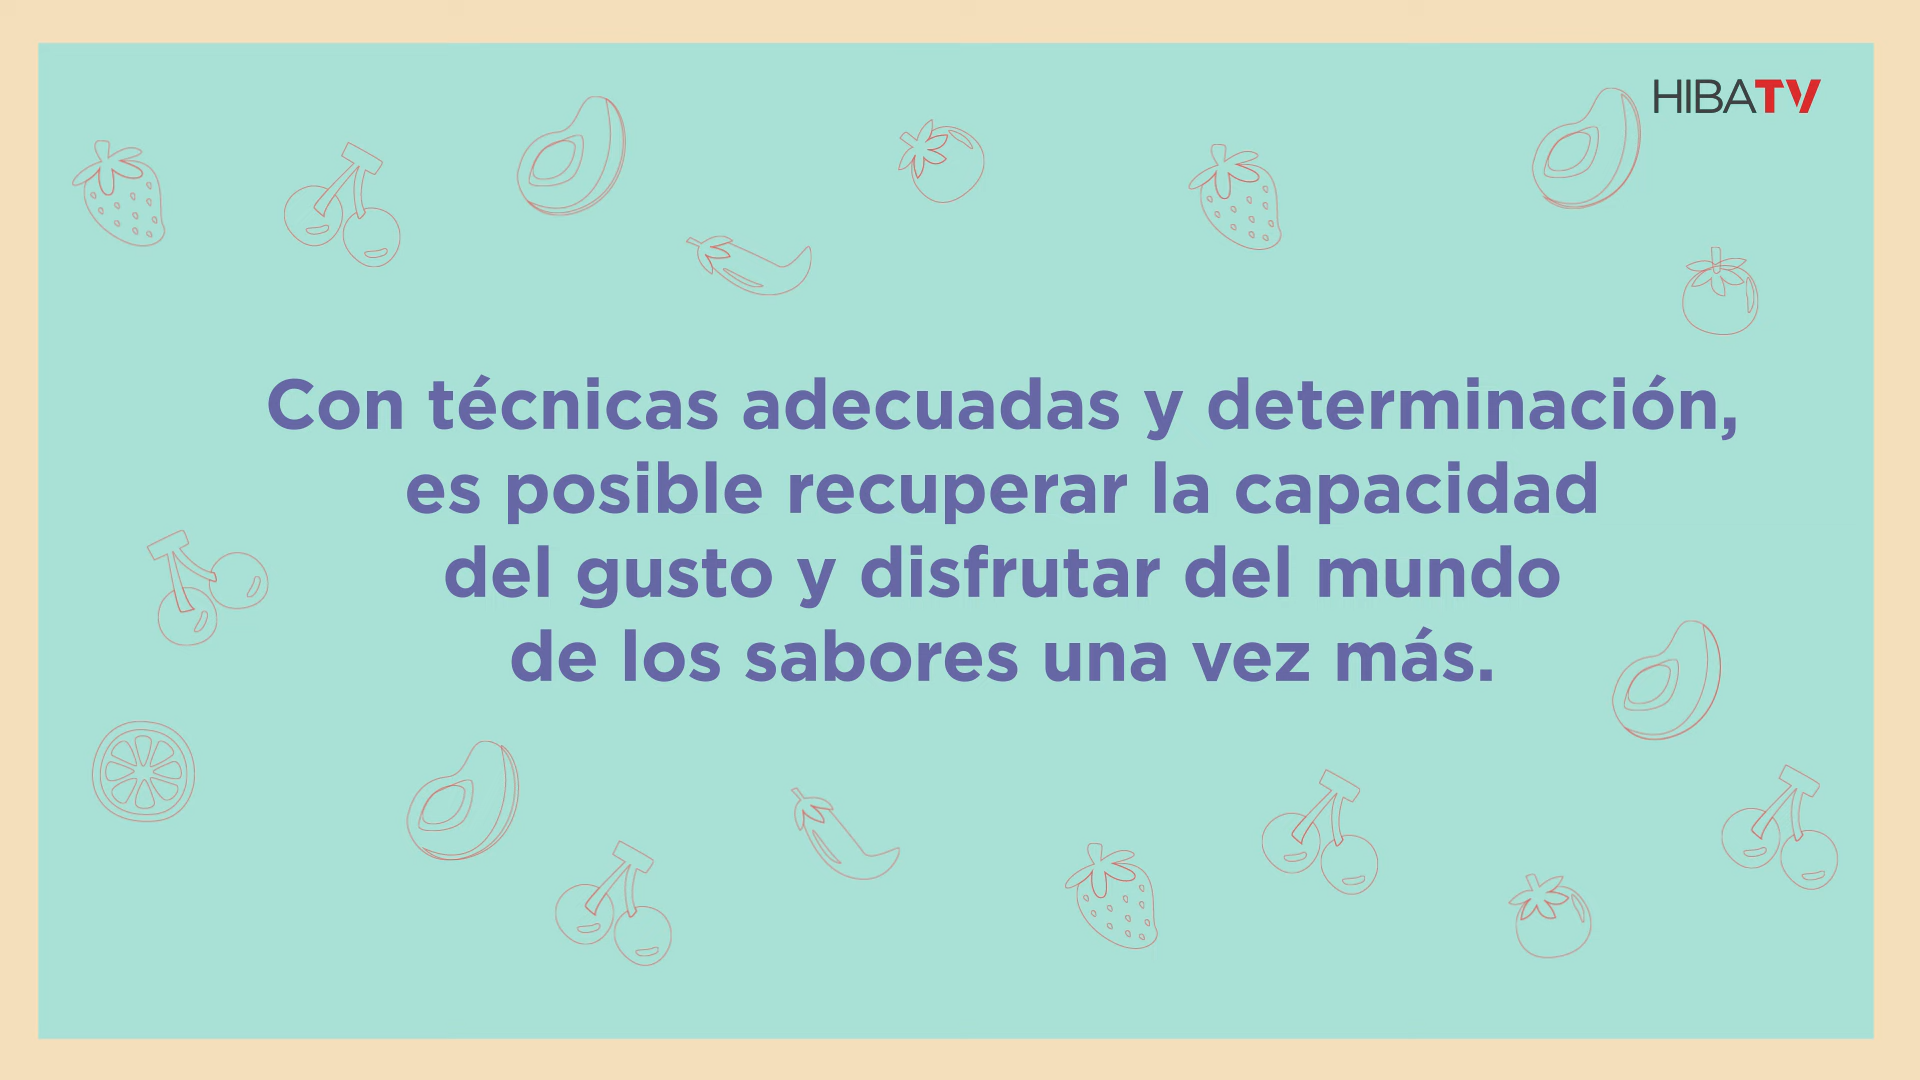 HIBATV
Con técnicas adecuadas y determinación,
es posible recuperar la capacidad
del gusto y disfrutar del mundo
de los sabores una vez más.